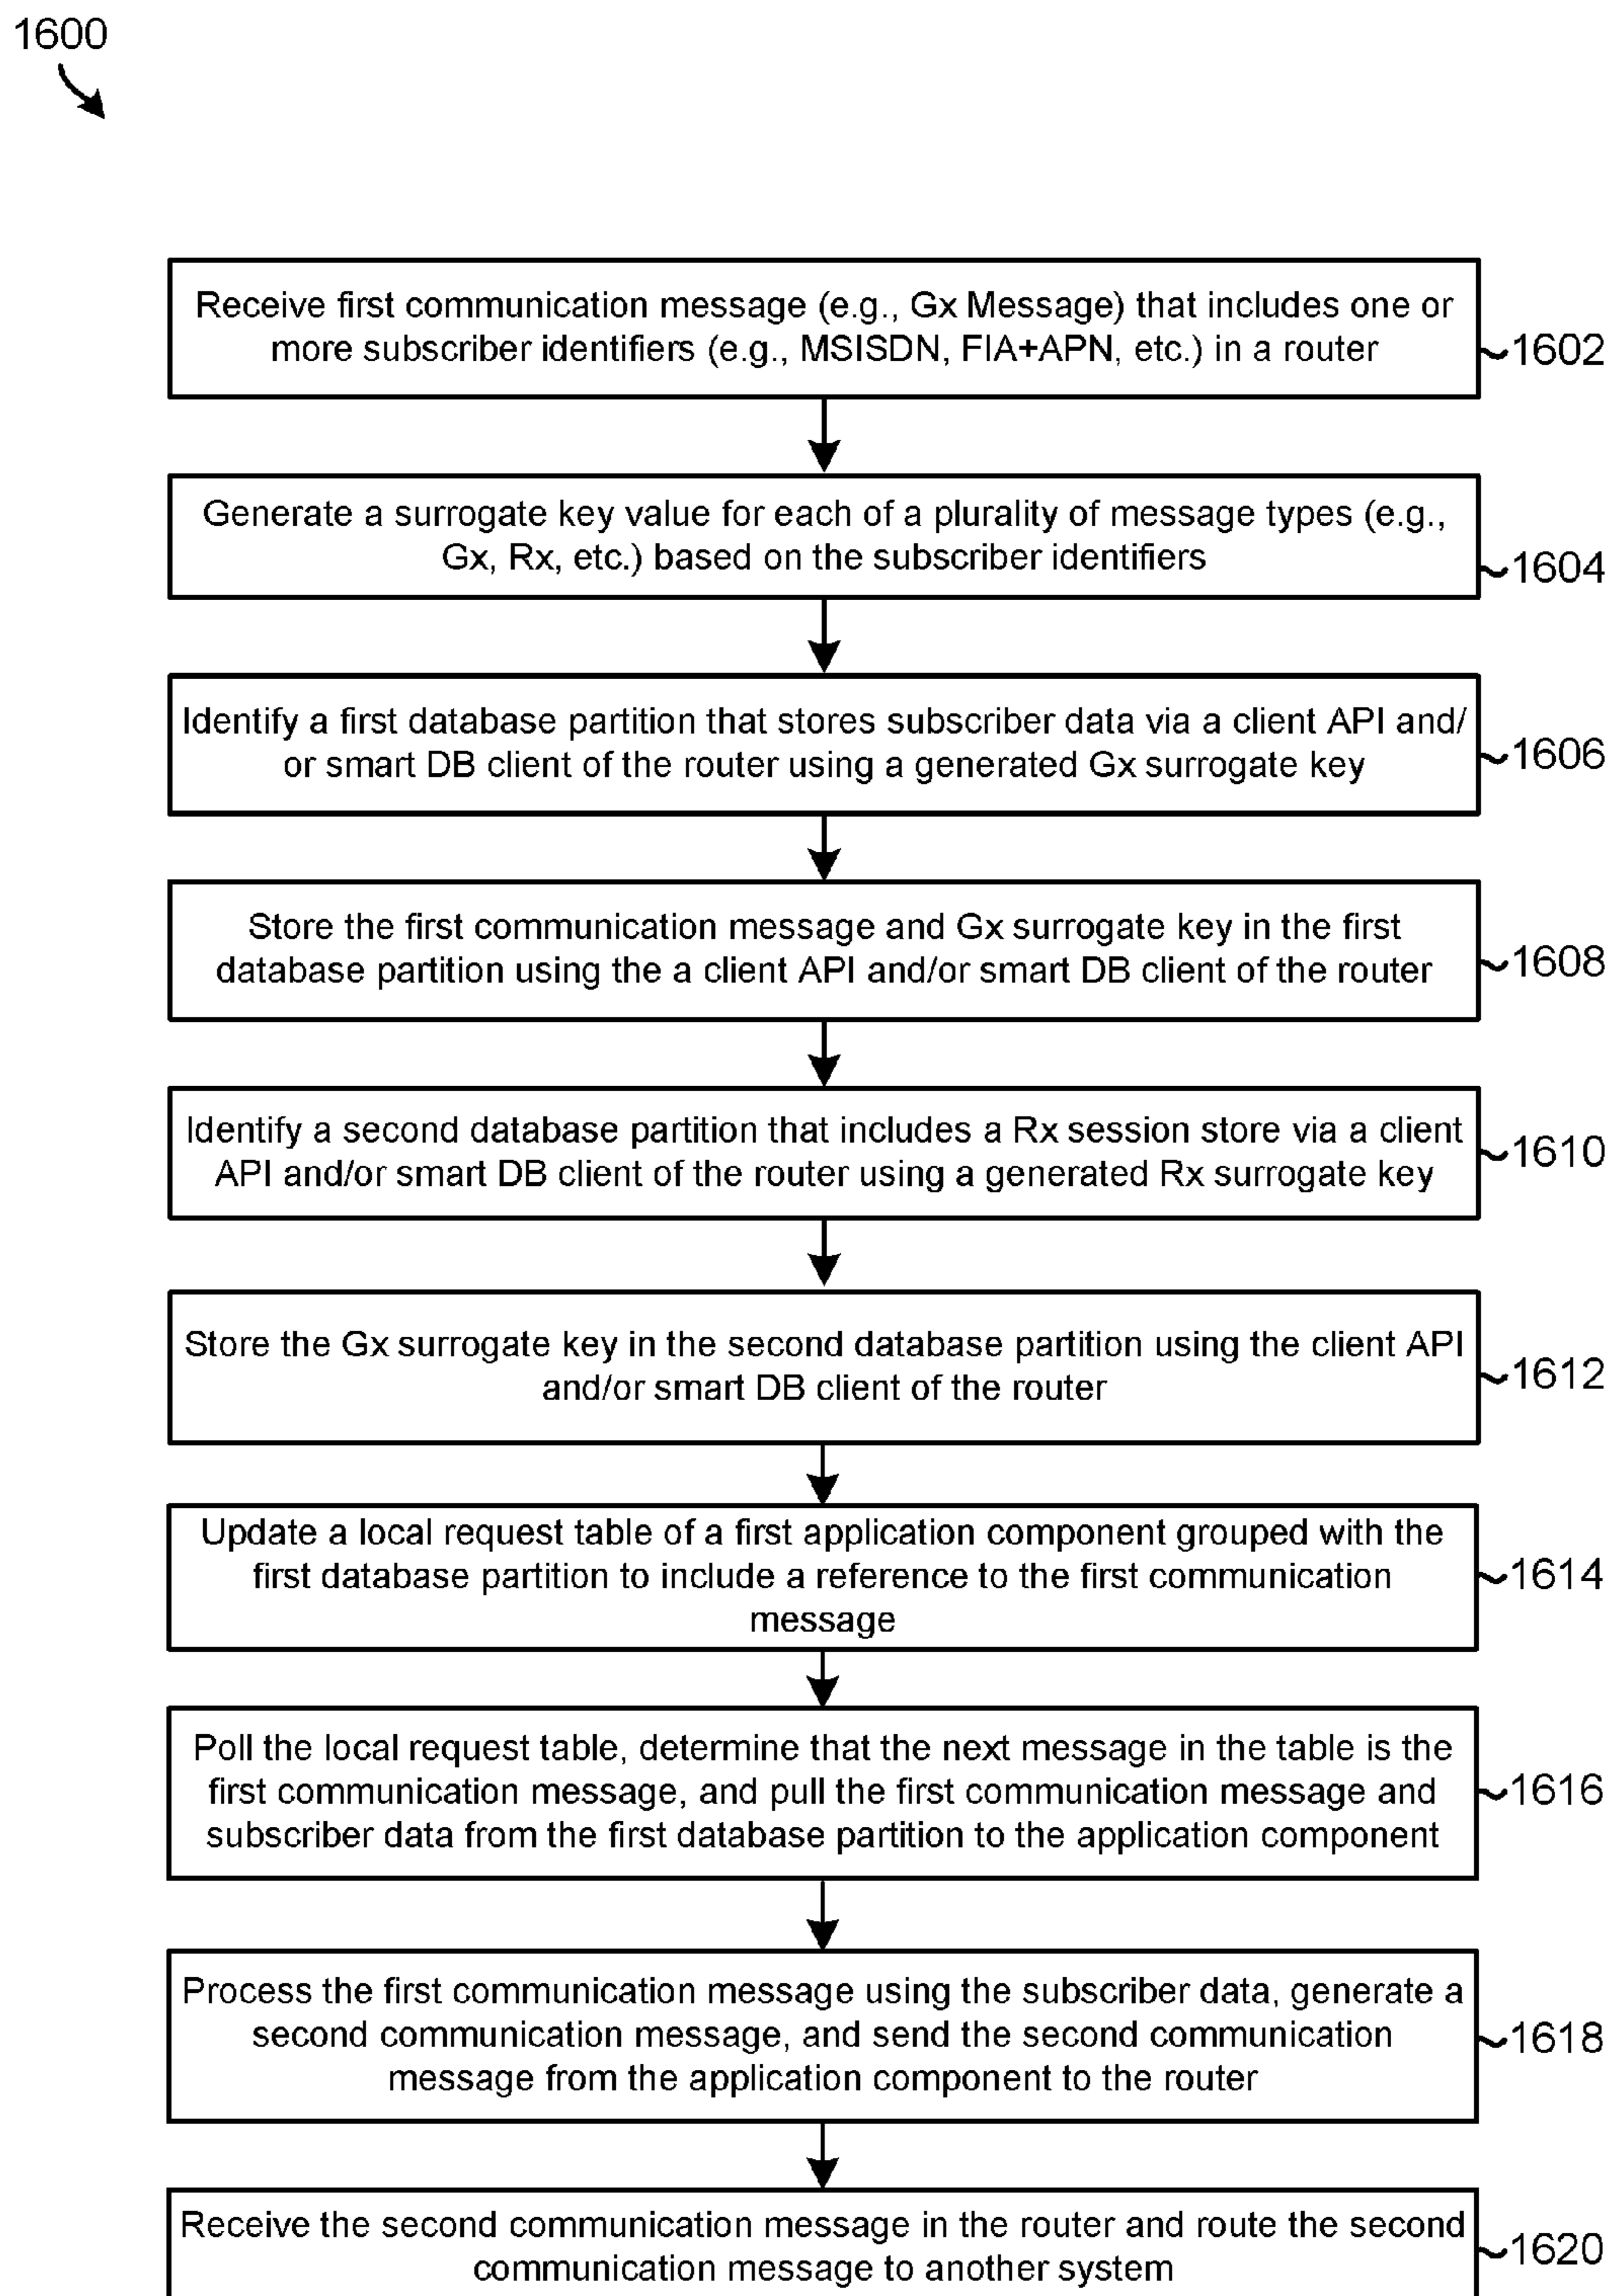 1600
Receive first communication message (e.g., Gx Message) that includes one or
more subscriber identifiers (e.g., MSISDN, FIA+APN, etc.) in a router
1602
Generate a surrogate key value for each of a plurality of message types (e.g.,
Gx, Rx, etc.) based on the subscriber identifiers
1604
Identify a first database partition that stores subscriber data via a client API and/
or smart DB client of the router using a generated Gx surrogate key
1606
Store the first communication message and Gx surrogate key in the first
database partition using the a client API and/or smart DB client of the router
1608
Identify a second database partition that includes a Rx session store via a client
API and/or smart DB client of the router using a generated Rx surrogate key
1610
Store the Gx surrogate key in the second database partition using the client API
and/or smart DB client of the router
1612
Update a local request table of a first application component grouped with the
first database partition to include a reference to the first communication
message
1614
Poll the local request table, determine that the next message in the table is the
first communication message, and pull the first communication message and
subscriber data from the first database partition to the application component
1616
Process the first communication message using the subscriber data, generate a
second communication message, and send the second communication
message from the application component to the router
1618
Receive the second communication message in the router and route the second
communication message to another system
1620